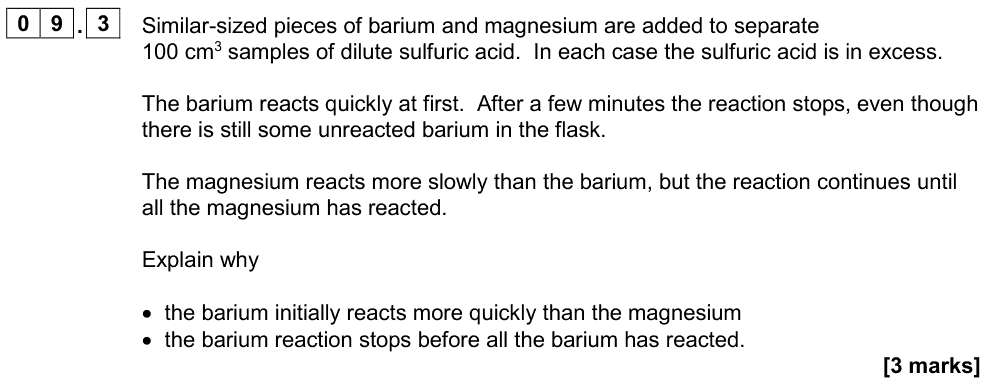 09.3 Similar-sized pieces of barium and magnesium are added to separate
100 cm³ samples of dilute sulfuric acid. In each case the sulfuric acid is in excess.
The barium reacts quickly at first. After a few minutes the reaction stops, even though
there is still some unreacted barium in the flask.
The magnesium reacts more slowly than the barium, but the reaction continues until
all the magnesium has reacted.
Explain why
• the barium initially reacts more quickly than the magnesium
• the barium reaction stops before all the barium has reacted.
[3 marks]